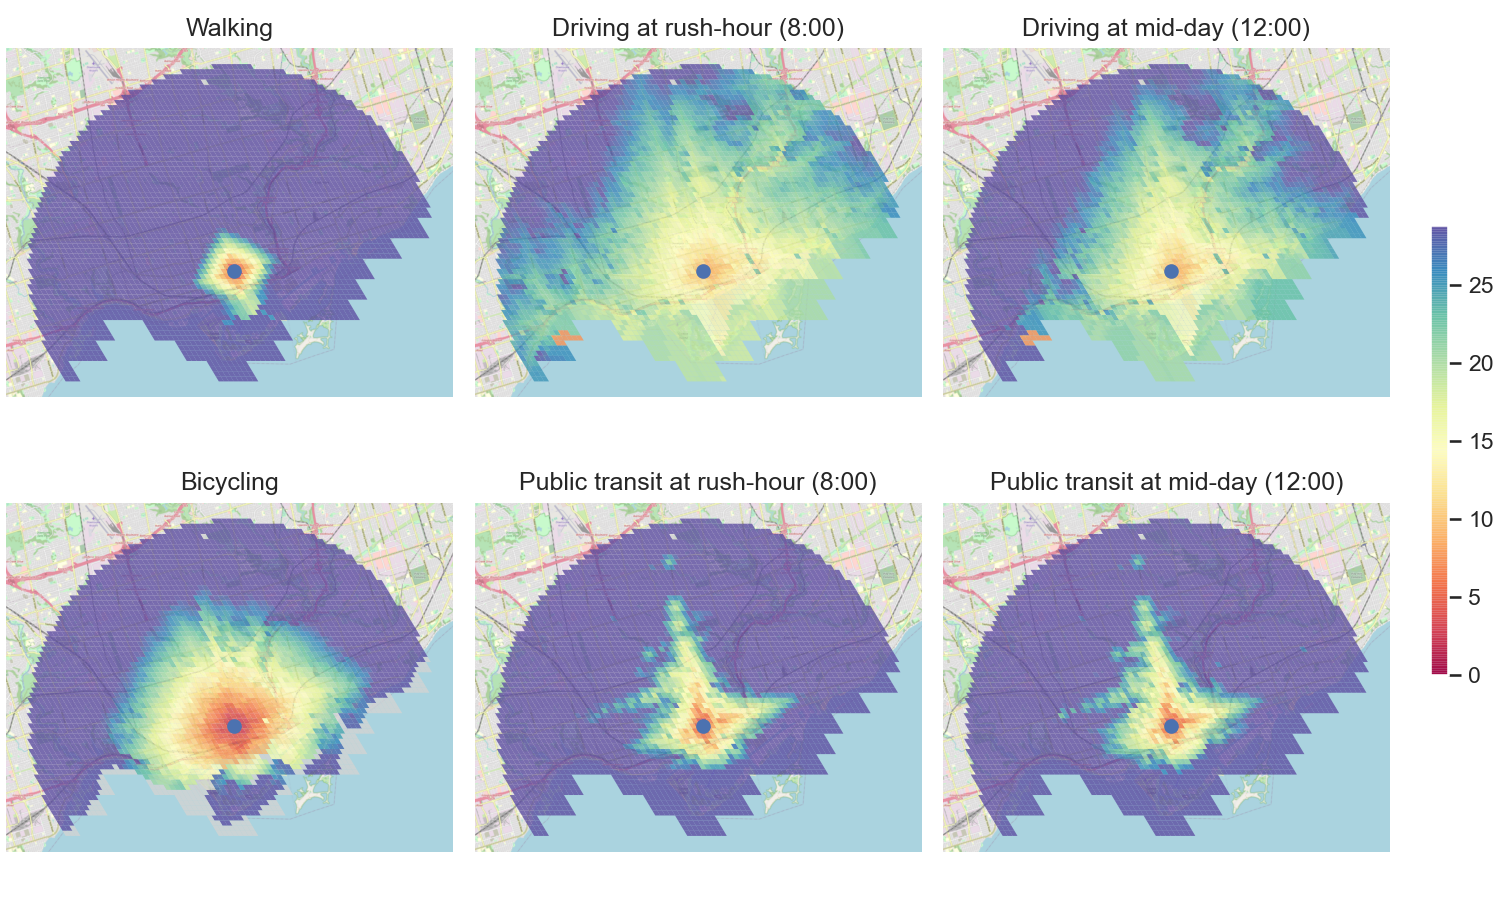 Walking
Driving at rush-hour (8:00)
Driving at mid-day (12:00)
25
20
15
10
5
0
Bicycling
Public transit at rush-hour (8:00)
Public transit at mid-day (12:00)